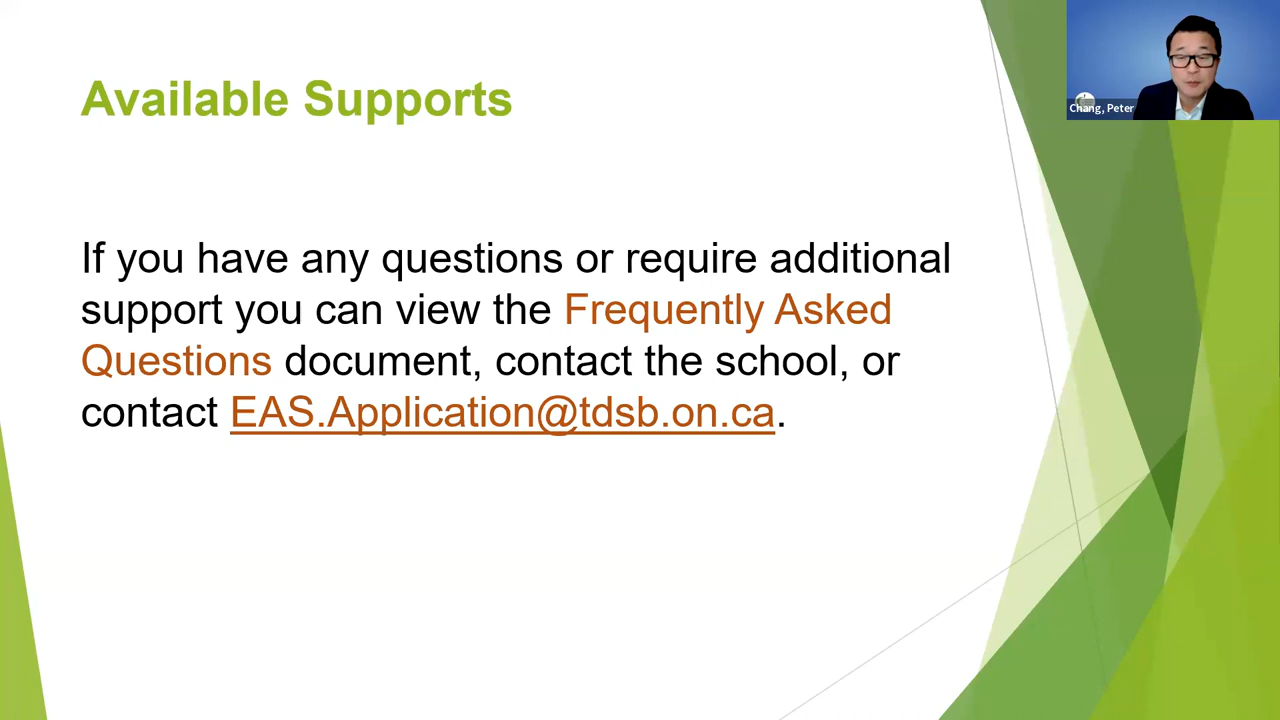 Available Supports
Chang, Peter
If you have any questions or require additional
support you can view the Frequently Asked
Questions document, contact the school, or
contact EAS.Application@tdsb.on.ca.